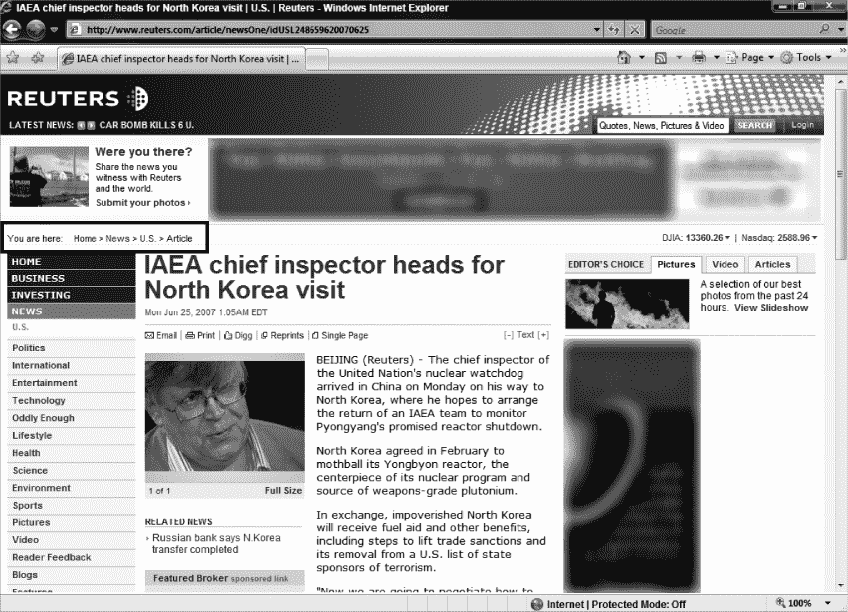 IAEA chief inspector heads for North Korea visit | U.S. | Reuters - Windows Internet Explorer
http://www.reuters.com/article/newsOne/idUSL248659620070625
Google
IAEA chief inspector heads for North Korea visit | ...
Page
Tools
REUTERS
LATEST NEWS: CAR BOMB KILLS 6 U.
Quotes, News, Pictures & Video
SEARCH
Login
Were you there?
Share the news you
witness with Reuters
and the world.
Submit your photos ›
You are here: Home > News > U.S. > Article
DJIA: 13360.26 | Nasdaq: 2588.96
HOME
BUSINESS
INVESTING
NEWS
U.S.
Politics
International
Entertainment
Technology
Oddly Enough
Lifestyle
Health
Science
Environment
Sports
Pictures
Video
Reader Feedback
Blogs
Features
IAEA chief inspector heads for
North Korea visit
Mon Jun 25, 2007 1:05AM EDT
Email | Print | Digg | Reprints | Single Page
[-] Text [+]
1 of 1
Full Size
RELATED NEWS
› Russian bank says N.Korea
transfer completed
Featured Broker sponsored link
BEIJING (Reuters) - The chief inspector of
the United Nation's nuclear watchdog
arrived in China on Monday on his way to
North Korea, where he hopes to arrange
the return of an IAEA team to monitor
Pyongyang's promised reactor shutdown.
North Korea agreed in February to
mothball its Yongbyon reactor, the
centerpiece of its nuclear program and
source of weapons-grade plutonium.
In exchange, impoverished North Korea
will receive fuel aid and other benefits,
including steps to lift trade sanctions and
its removal from a U.S. list of state
sponsors of terrorism.
"Now we are going to negotiate how to
EDITOR'S CHOICE
Pictures
Video
Articles
A selection of our best
photos from the past 24
hours. View Slideshow
Internet | Protected Mode: Off
100%